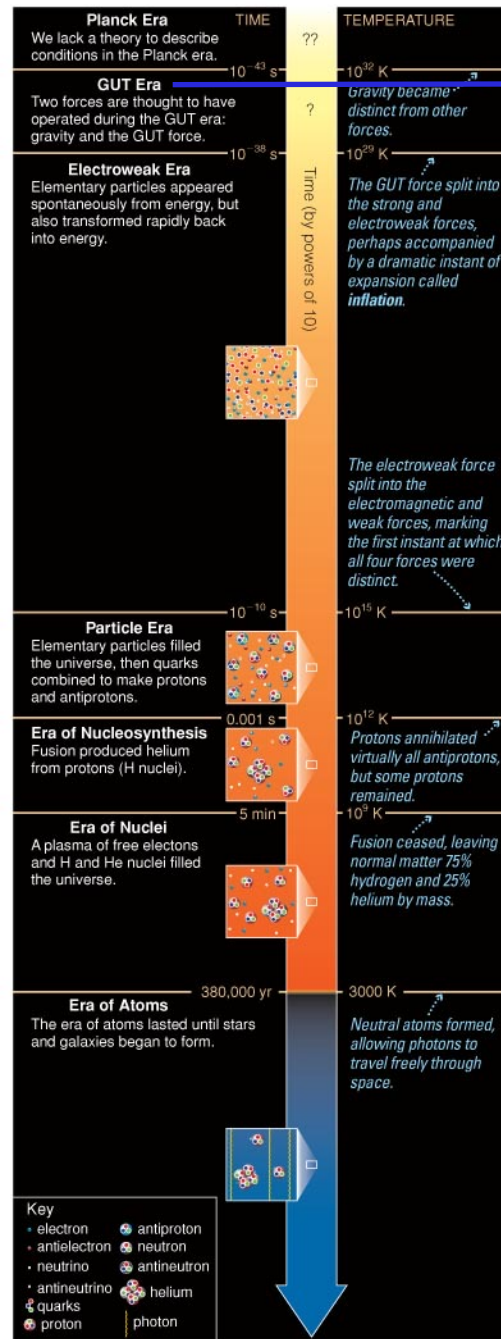 Planck Era
We lack a theory to describe
conditions in the Planck era.
TIME
??
TEMPERATURE
10⁻⁴³ s
10³² K
GUT Era
Two forces are thought to have
operated during the GUT era:
gravity and the GUT force.
?
Gravity became
distinct from other
forces.
10⁻³⁸ s
10²⁹ K
Electroweak Era
Elementary particles appeared
spontaneously from energy, but
also transformed rapidly back
into energy.
Time (by powers of 10)
The GUT force split into
the strong and
electroweak forces,
perhaps accompanied
by a dramatic instant of
expansion called
inflation.
The electroweak force
split into the
electromagnetic and
weak forces, marking
the first instant at which
all four forces were
distinct.
10⁻¹⁰ s
10¹⁵ K
Particle Era
Elementary particles filled
the universe, then quarks
combined to make protons
and antiprotons.
0.001 s
10¹² K
Era of Nucleosynthesis
Fusion produced helium
from protons (H nuclei).
Protons annihilated
virtually all antiprotons,
but some protons
remained.
5 min
10⁹ K
Era of Nuclei
A plasma of free electons
and H and He nuclei filled
the universe.
Fusion ceased, leaving
normal matter 75%
hydrogen and 25%
helium by mass.
380,000 yr
3000 K
Era of Atoms
The era of atoms lasted until stars
and galaxies began to form.
Neutral atoms formed,
allowing photons to
travel freely through
space.
Key
electron
antielectron
neutrino
antineutrino
quarks
proton
antiproton
neutron
antineutron
helium
photon